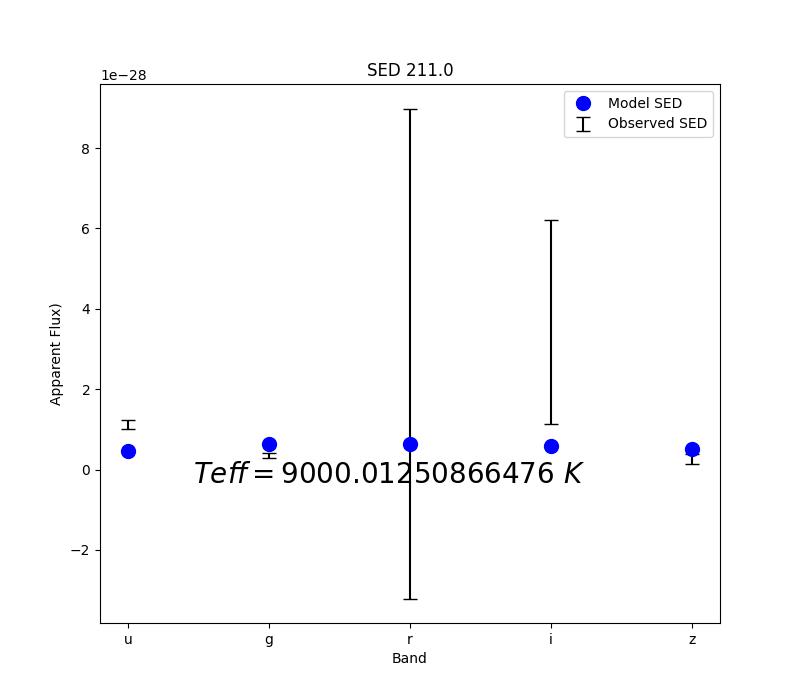 SED 211.0
1e−28
Model SED
Observed SED
8
6
4
2
0
−2
Apparent Flux)
Teff = 9000.01250866476 K
u g r i z
Band